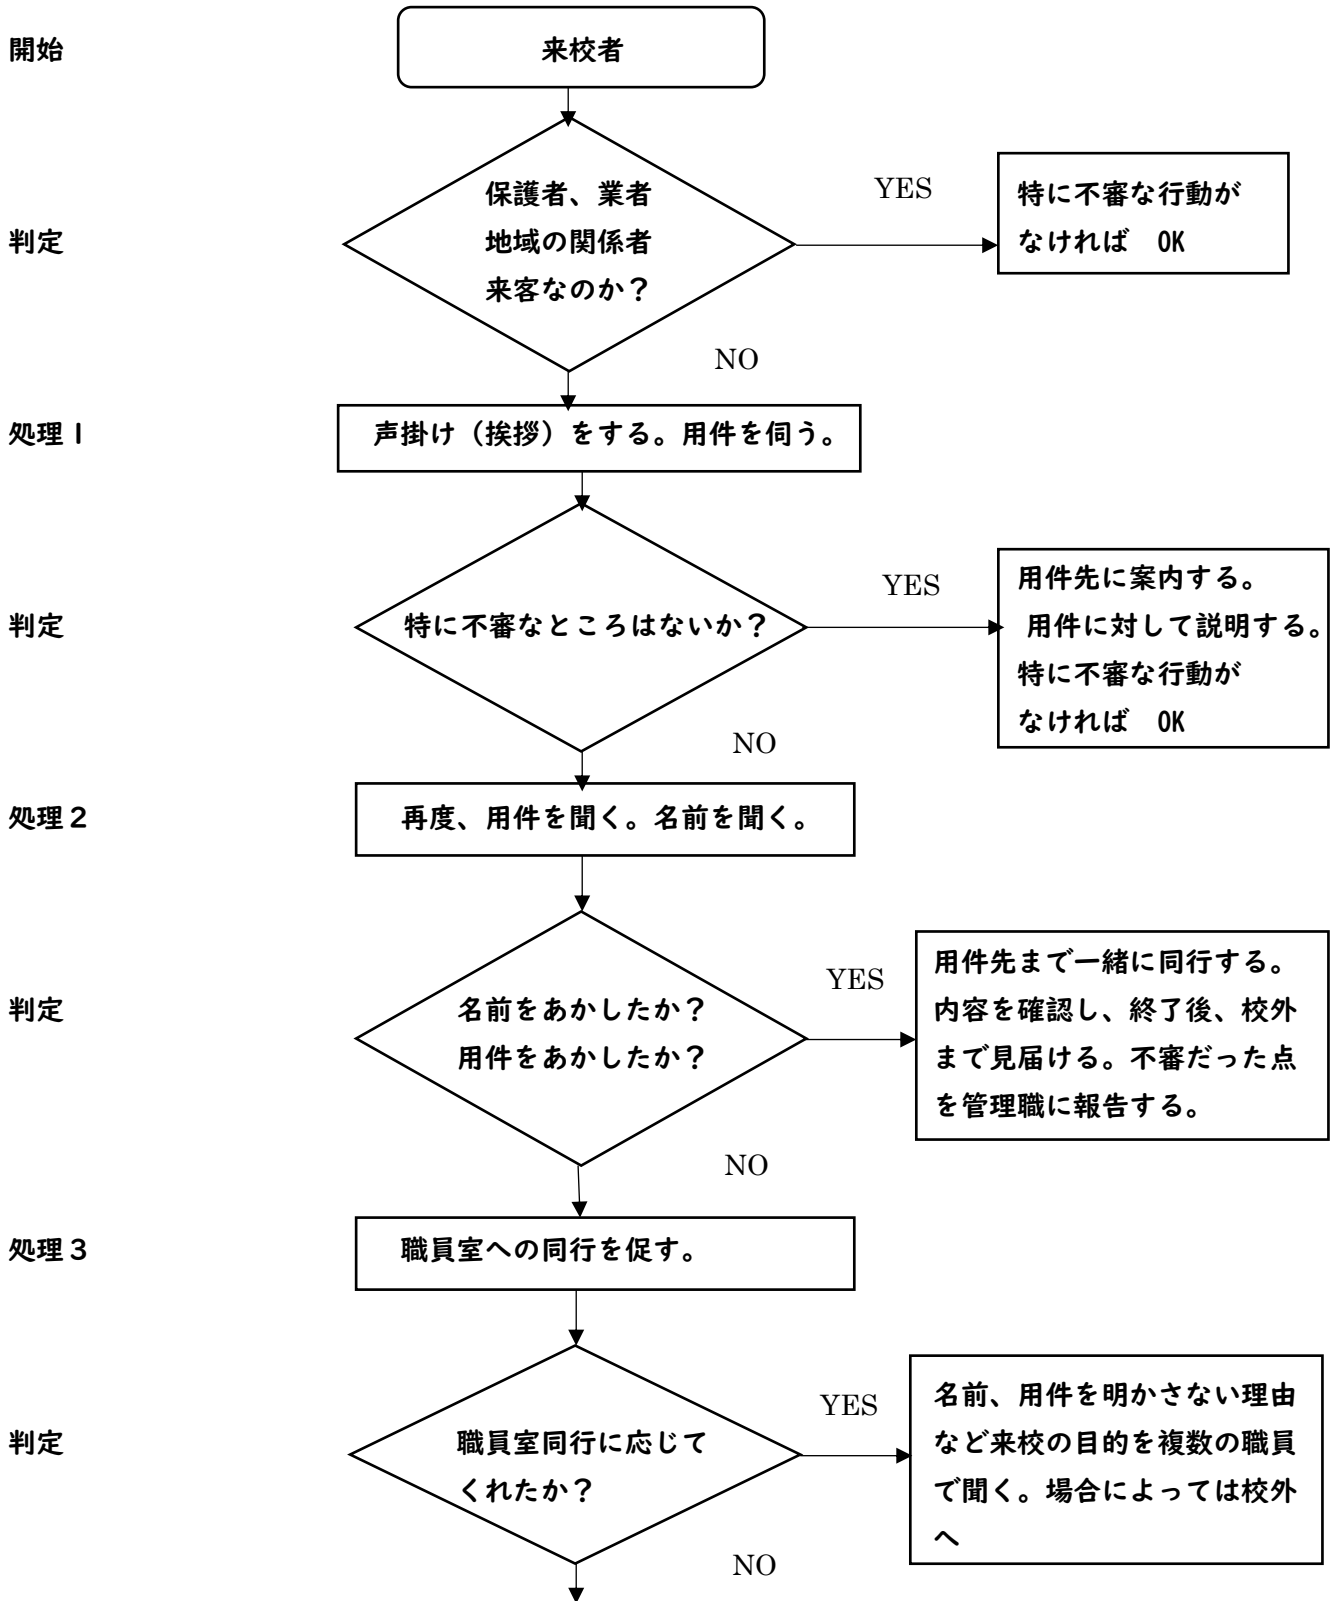 開始
来校者
判定
保護者、業者
地域の関係者
来客なのか？
YES
特に不審な行動が
なければ　OK
NO
処理１
声掛け（挨拶）をする。用件を伺う。
判定
特に不審なところはないか？
YES
用件先に案内する。
用件に対して説明する。
特に不審な行動が
なければ　OK
NO
処理２
再度、用件を聞く。名前を聞く。
判定
名前をあかしたか？
用件をあかしたか？
YES
用件先まで一緒に同行する。
内容を確認し、終了後、校外
まで見届ける。不審だった点
を管理職に報告する。
NO
処理３
職員室への同行を促す。
判定
職員室同行に応じて
くれたか？
YES
名前、用件を明かさない理由
など来校の目的を複数の職員
で聞く。場合によっては校外
へ
NO